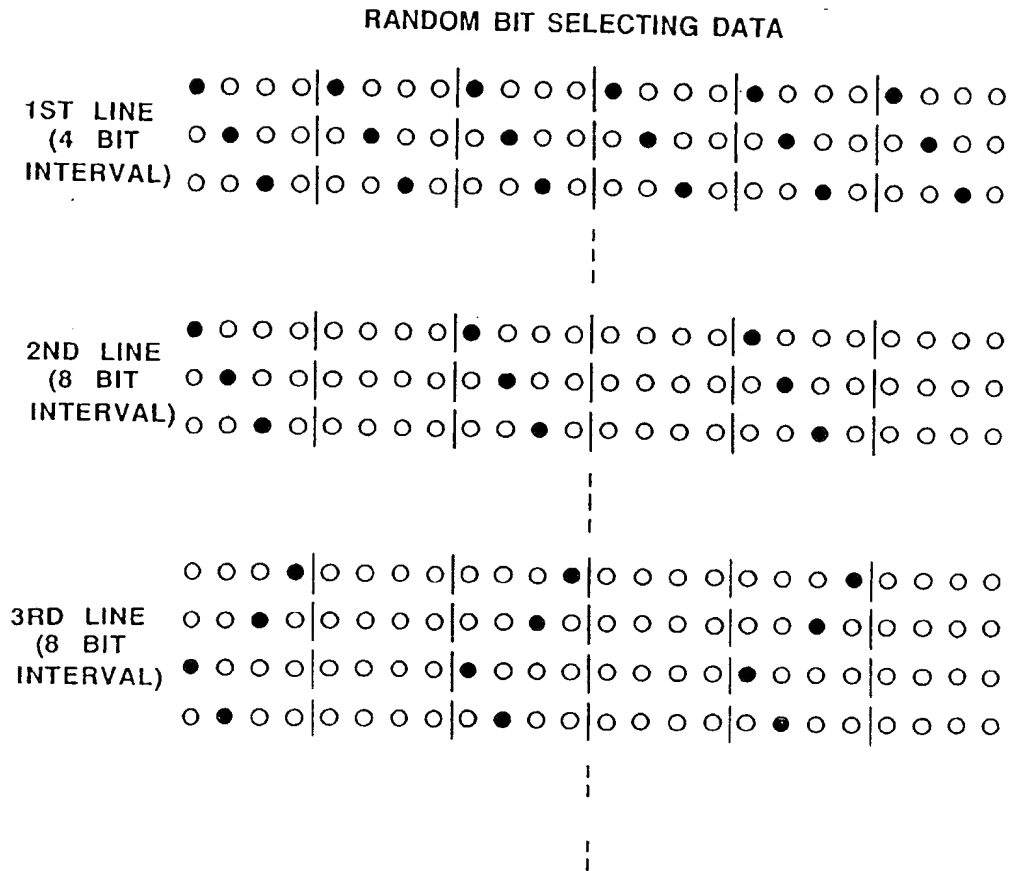 RANDOM BIT SELECTING DATA
1ST LINE
(4 BIT
INTERVAL)
2ND LINE
(8 BIT
INTERVAL)
3RD LINE
(8 BIT
INTERVAL)